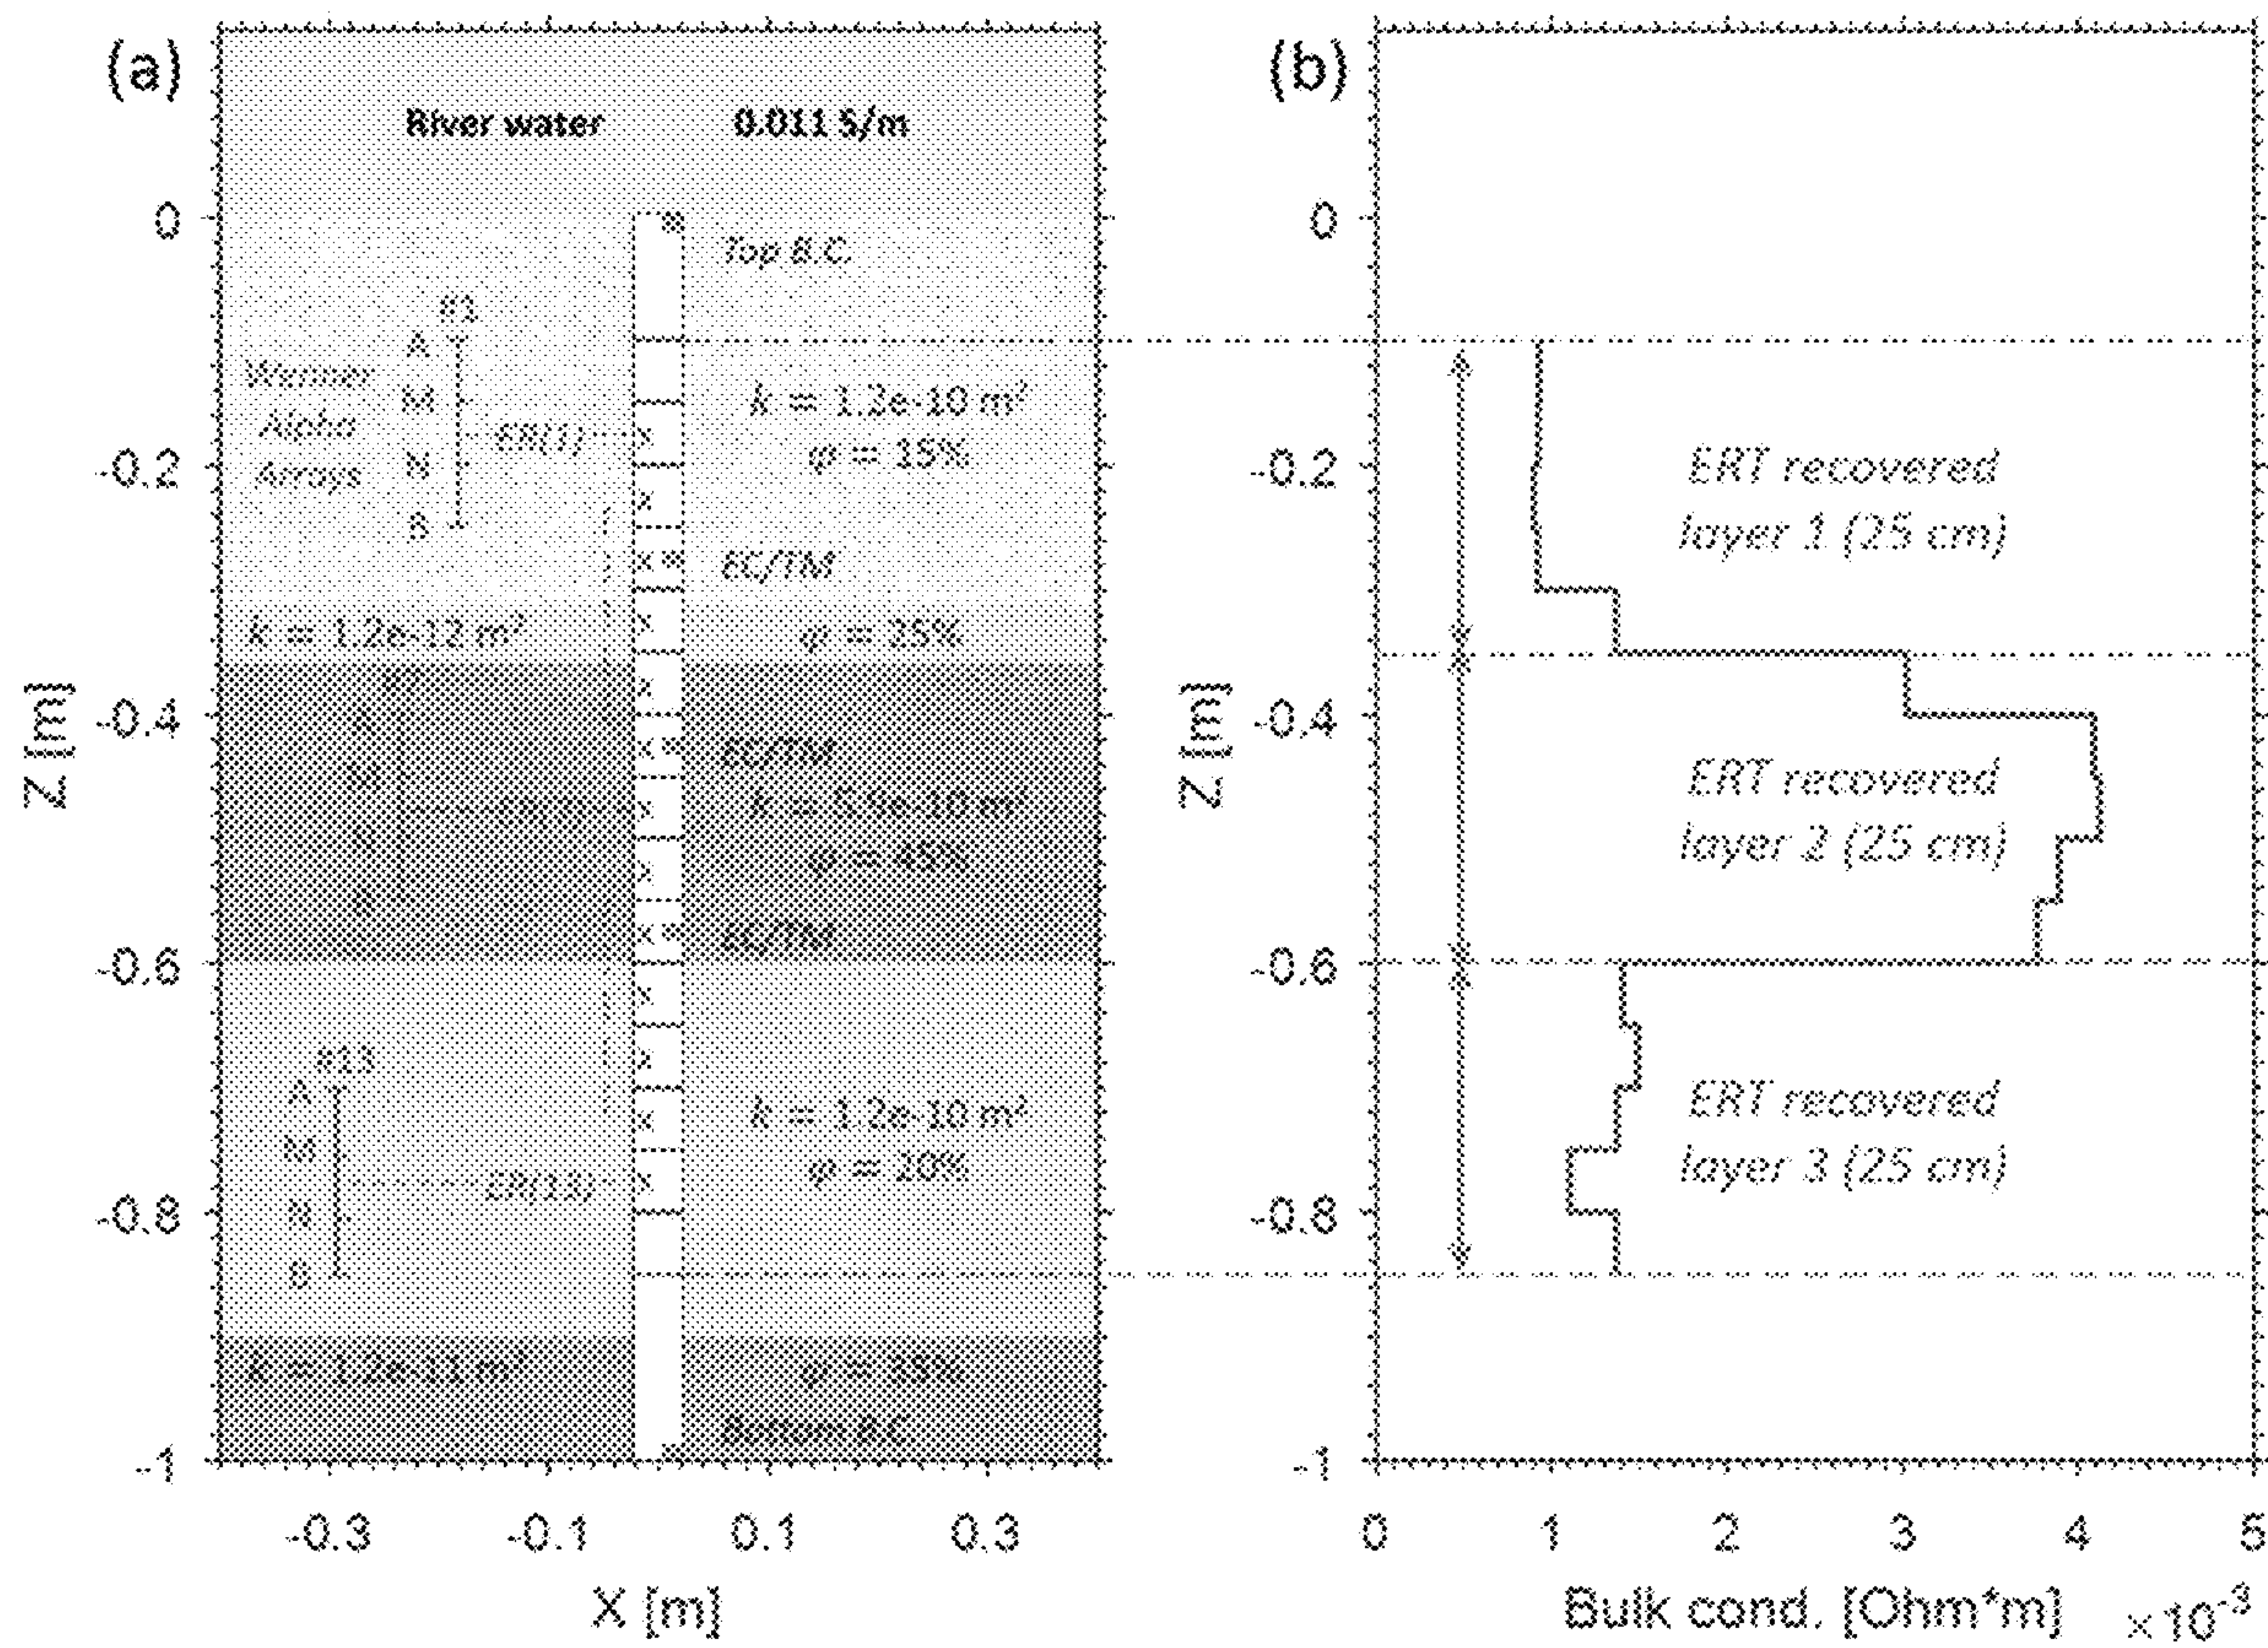 (a)
River water 0.011 S/m
0
Top B.C.
#1
A
Wenner
M
k = 1.2e-10 m²
Alpha
ER(1)
φ = 15%
-0.2
N
Arrays
B
EC/TM
k = 1.2e-12 m²
φ = 25%
-0.4
EC/TM
φ = 45%
EC/TM
-0.6
#13
A
M
k = 1.2e-10 m²
ER(13)
φ = 20%
-0.8
N
B
k = 1.2e-11 m²
φ = 35%
Bottom B.C.
-1
-0.3 -0.1 0.1 0.3
X [m]
Z [m]
(b)
0
-0.2
ERT recovered
layer 1 (25 cm)
-0.4
ERT recovered
layer 2 (25 cm)
-0.6
ERT recovered
layer 3 (25 cm)
-0.8
-1
0 1 2 3 4 5
Bulk cond. [Ohm*m] ×10⁻³
Z [m]